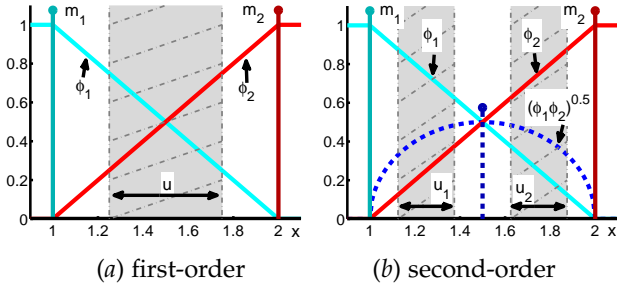 m₁ m₂
1
0.8
0.6
0.4
0.2
0
ϕ₁ ϕ₂
u
1 1.2 1.4 1.6 1.8 2 x
(a) first-order
m₁ m₂
1
0.8
0.6
0.4
0.2
0
ϕ₁ ϕ₂
(ϕ₁ϕ₂)^0.5
u₁ u₂
1 1.2 1.4 1.6 1.8 2 x
(b) second-order